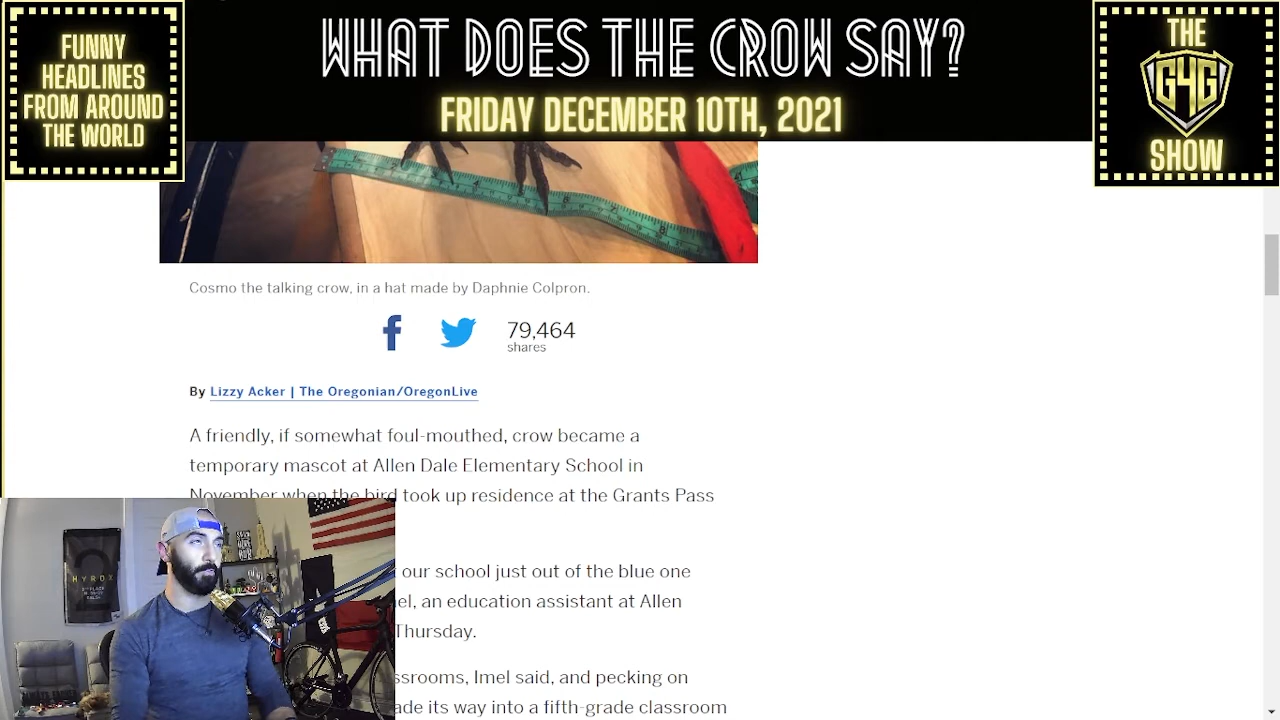 FUNNY
HEADLINES
FROM AROUND
THE WORLD
WHAT DOES THE CROW SAY?
FRIDAY DECEMBER 10TH, 2021
THE
G4G
SHOW
Cosmo the talking crow, in a hat made by Daphnie Colpron.
79,464
shares
By Lizzy Acker | The Oregonian/OregonLive
A friendly, if somewhat foul-mouthed, crow became a
temporary mascot at Allen Dale Elementary School in
November when the bird took up residence at the Grants Pass
our school just out of the blue one
el, an education assistant at Allen
Thursday.
ssrooms, Imel said, and pecking on
ade its way into a fifth-grade classroom
HYROX